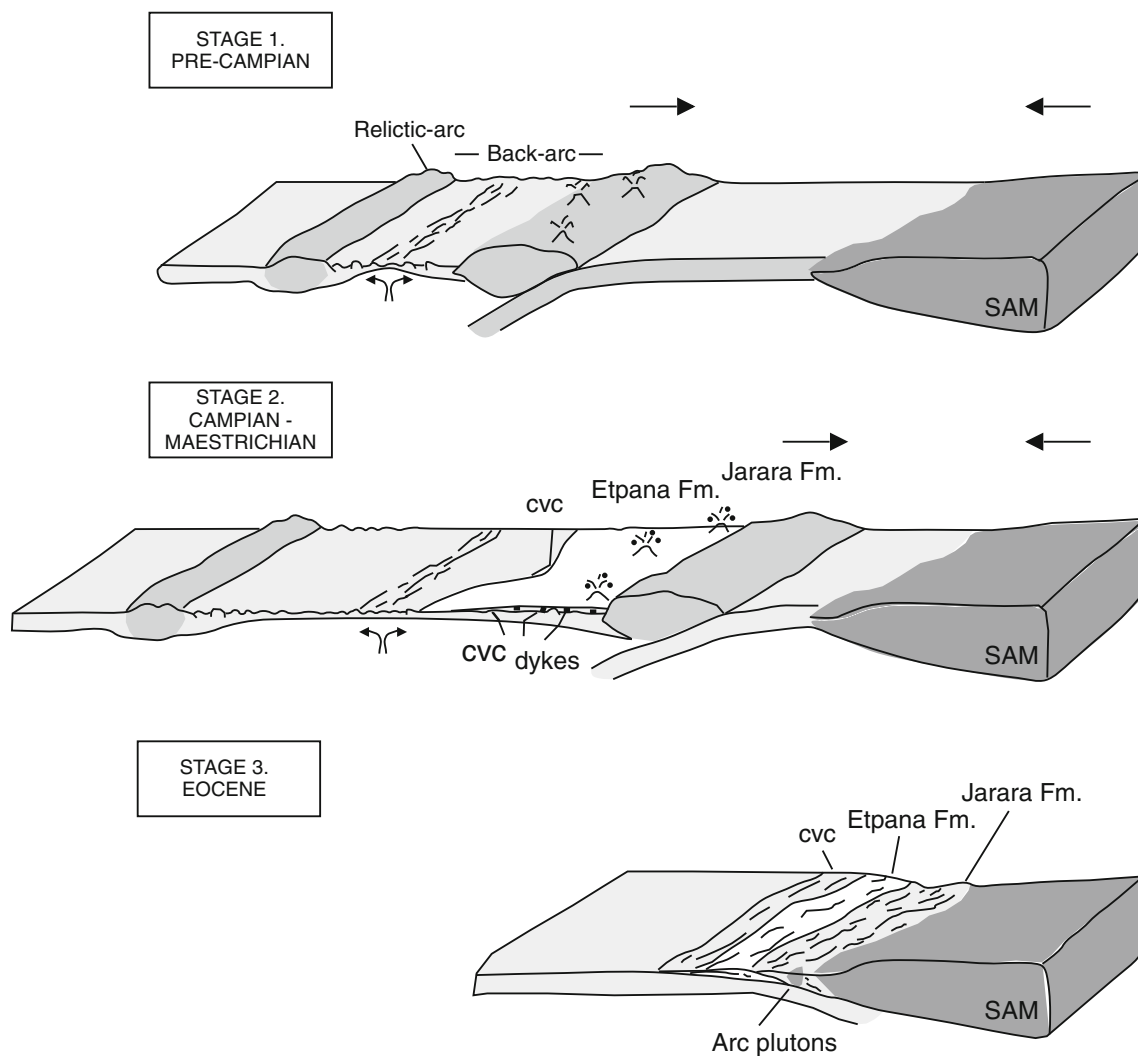 STAGE 1.
PRE-CAMPIAN
Relictic-arc
Back-arc
SAM
STAGE 2.
CAMPIAN -
MAESTRICHIAN
Jarara Fm.
Etpana Fm.
cvc
cvc dykes
SAM
STAGE 3.
EOCENE
Jarara Fm.
Etpana Fm.
cvc
SAM
Arc plutons